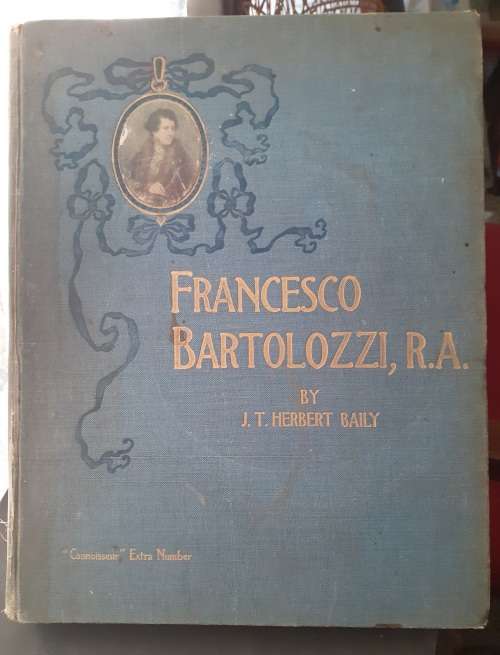 FRANCESCO
BARTOLOZZI, R.A.
BY
J. T. HERBERT BAILY
"Connoisseur" Extra Number